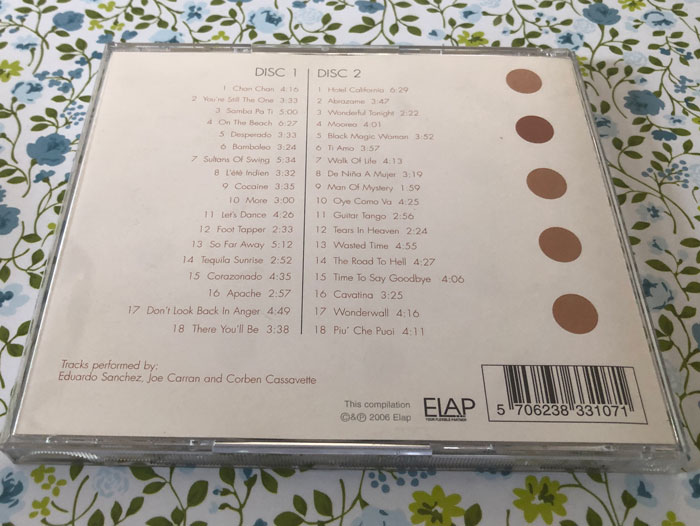 DISC 1
1 Chan Chan 4:16
2 You're Still The One 3:33
3 Samba Pa Ti 5:00
4 On The Beach 6:27
5 Desperado 3:33
6 Bamboleo 3:24
7 Sultans Of Swing 5:34
8 L'été Indien 3:32
9 Cocaine 3:35
10 More 3:00
11 Let's Dance 4:26
12 Foot Tapper 2:33
13 So Far Away 5:12
14 Tequila Sunrise 2:52
15 Corazonado 4:35
16 Apache 2:57
17 Don't Look Back In Anger 4:49
18 There You'll Be 3:38
DISC 2
1 Hotel California 6:29
2 Abrazame 3:47
3 Wonderful Tonight 2:22
4 Moorea 4:01
5 Black Magic Woman 3:52
6 Ti Amo 3:57
7 Walk Of Life 4:13
8 De Niña A Mujer 3:19
9 Man Of Mystery 1:59
10 Oye Como Va 4:25
11 Guitar Tango 2:56
12 Tears In Heaven 2:24
13 Wasted Time 4:55
14 The Road To Hell 4:27
15 Time To Say Goodbye 4:06
16 Cavatina 3:25
17 Wonderwall 4:16
18 Piu' Che Puoi 4:11
Tracks performed by:
Eduardo Sanchez, Joe Carran and Corben Cassavette
This compilation
©&℗ 2006 Elap
ELAP
YOUR FLEXIBLE PARTNER
5 706238 331071